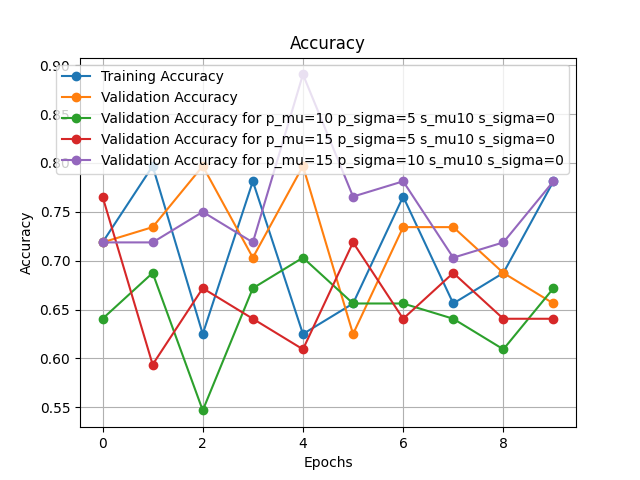 Accuracy
0.90
Training Accuracy
Validation Accuracy
0.85
Validation Accuracy for p_mu=10 p_sigma=5 s_mu10 s_sigma=0
Validation Accuracy for p_mu=15 p_sigma=5 s_mu10 s_sigma=0
0.80
Validation Accuracy for p_mu=15 p_sigma=10 s_mu10 s_sigma=0
0.75
0.70
0.65
0.60
0.55
Accuracy
0 2 4 6 8
Epochs